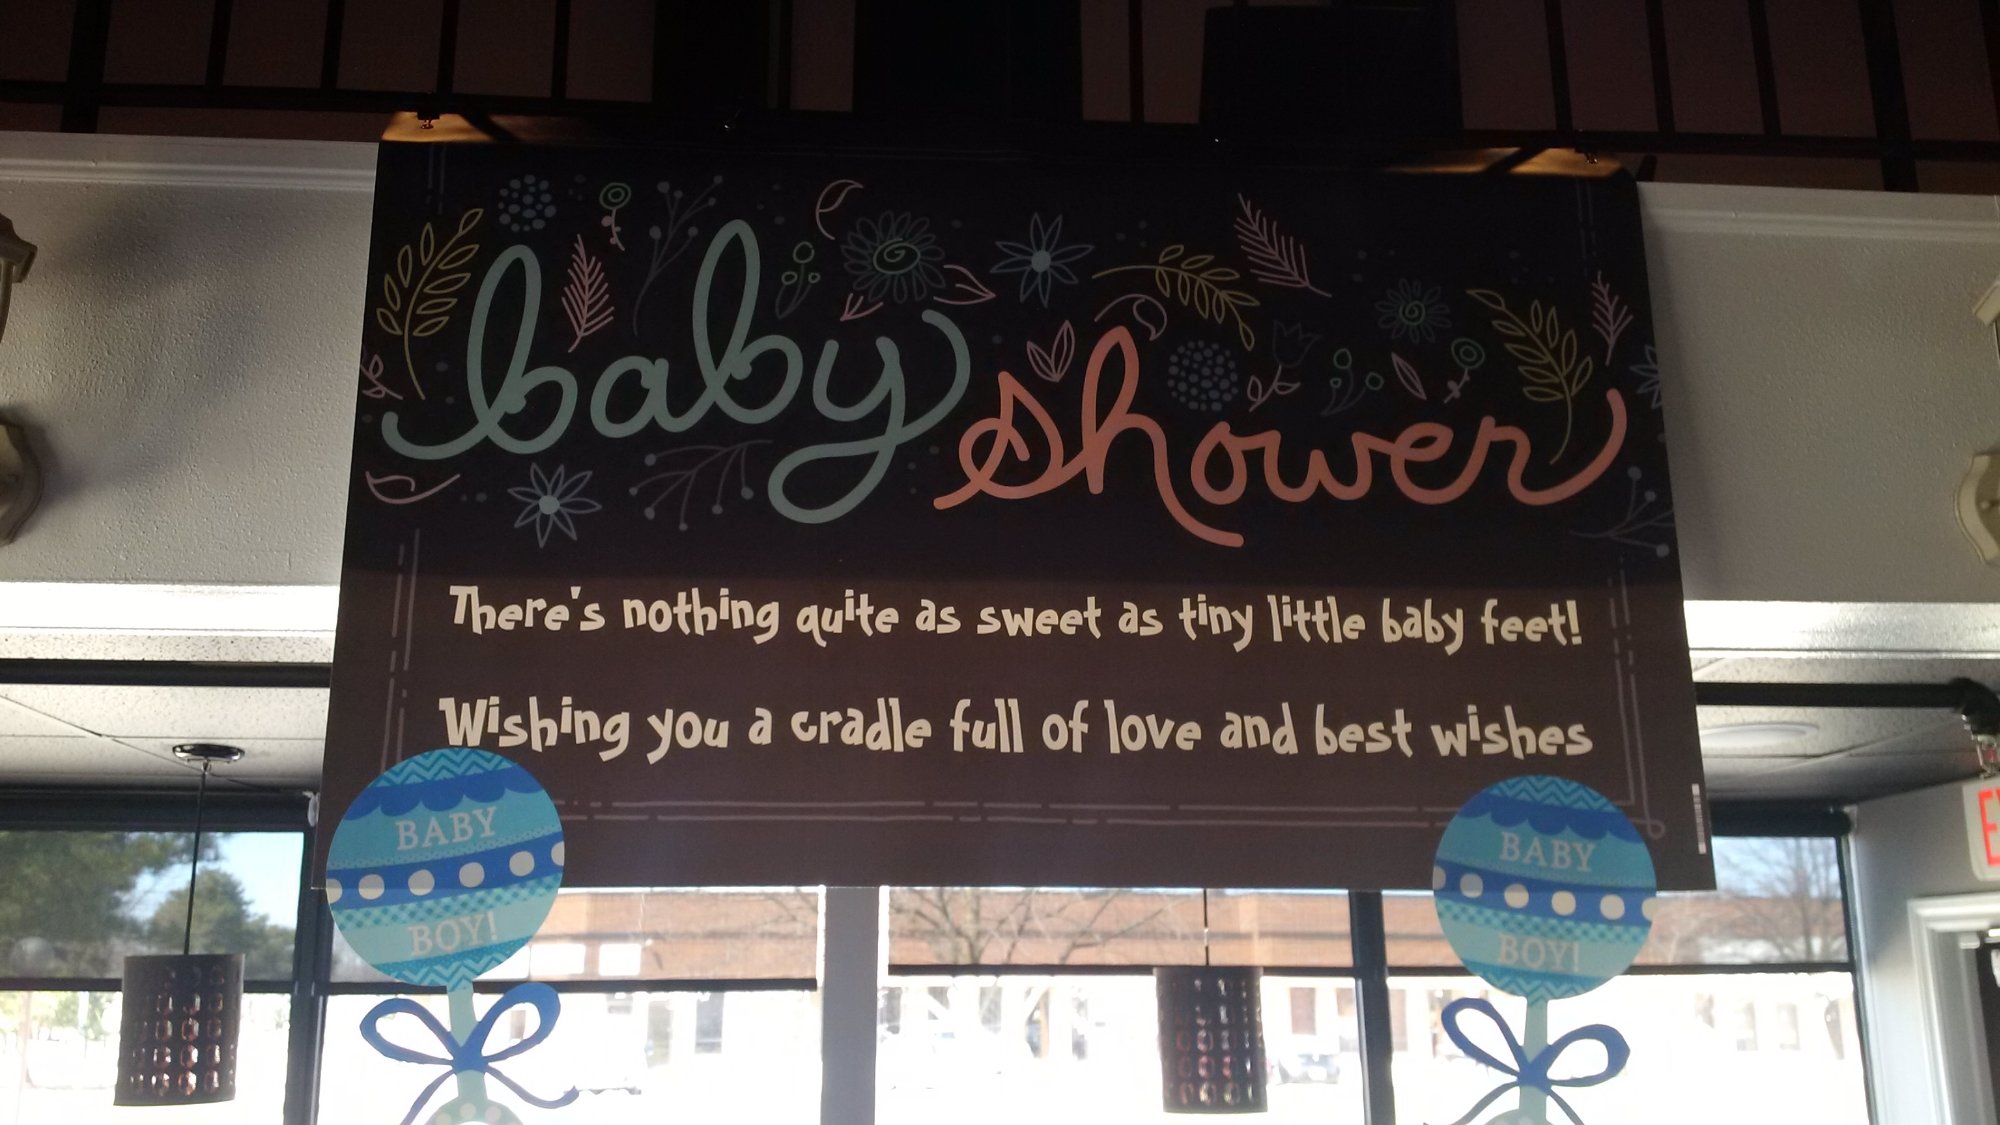 baby shower
There's nothing quite as sweet as tiny little baby feet!
Wishing you a cradle full of love and best wishes
BABY
BOY!
BABY
BOY!